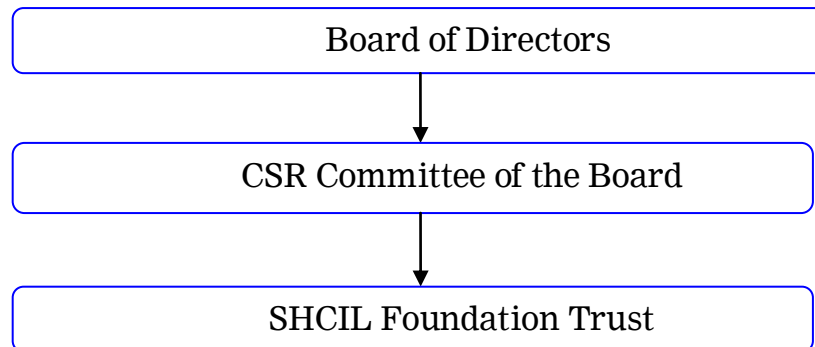 Board of Directors
CSR Committee of the Board
SHCIL Foundation Trust